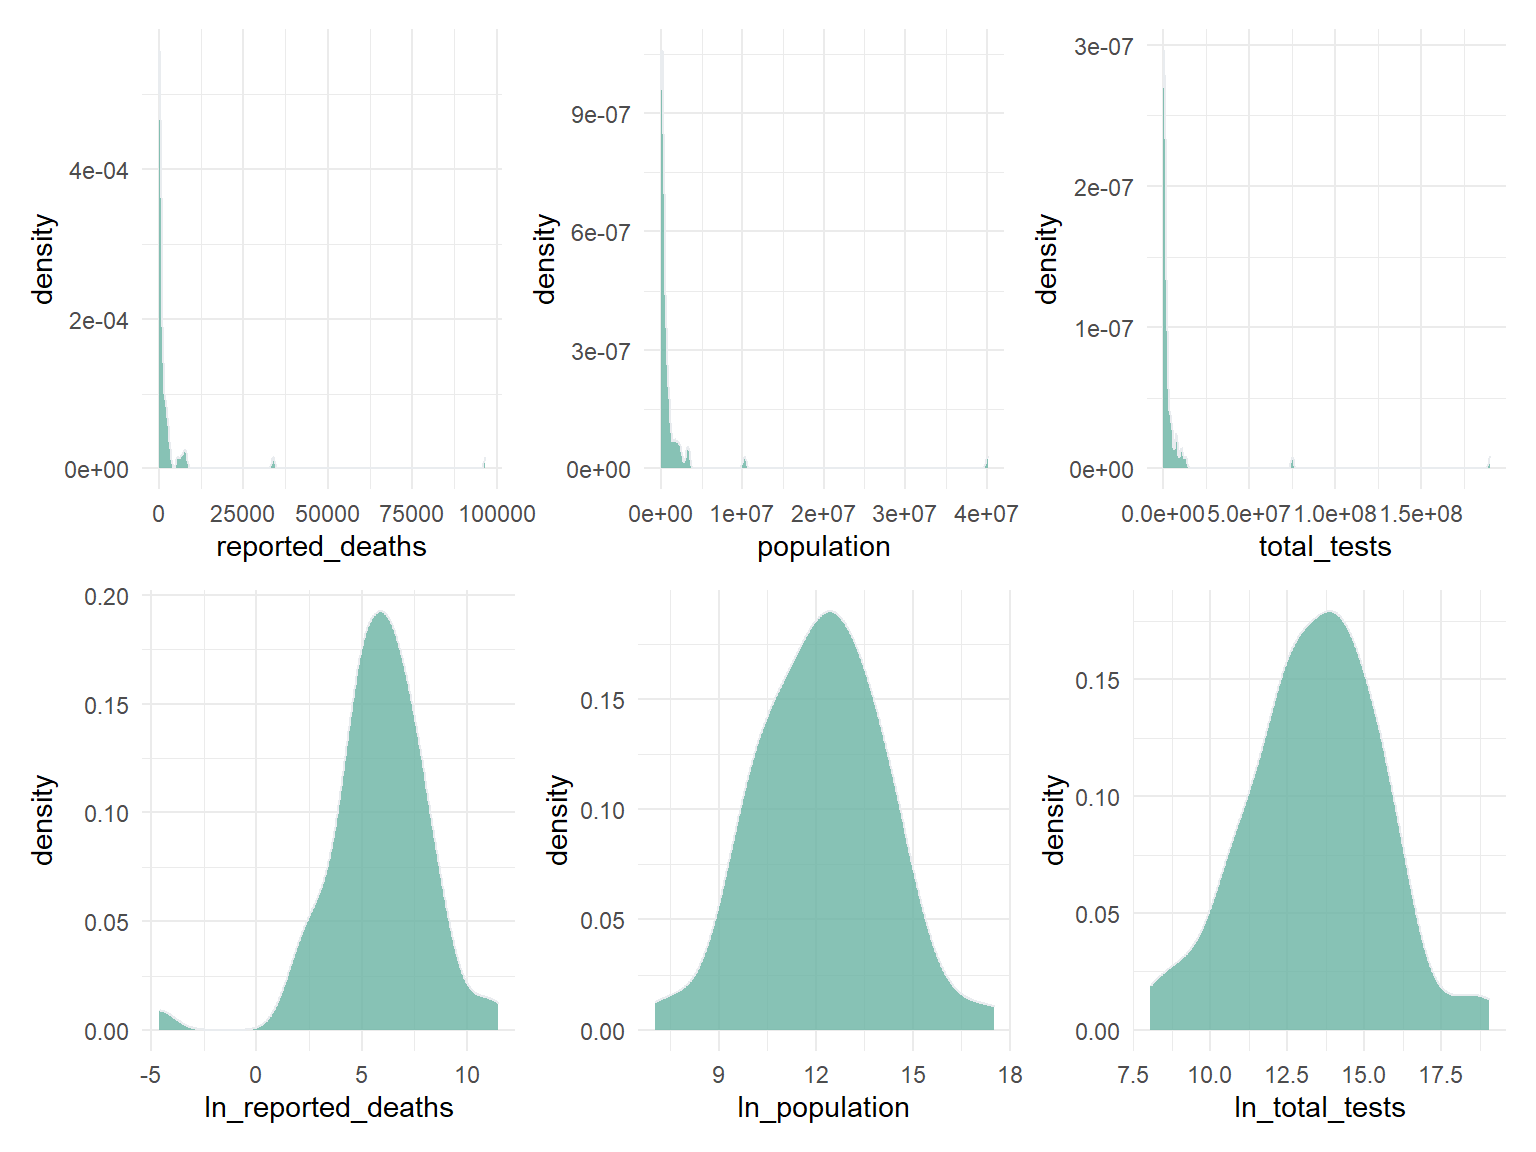 density
4e-04
2e-04
0e+00
0 25000 50000 75000 100000
reported_deaths
density
9e-07
6e-07
3e-07
0e+00
0e+00 1e+07 2e+07 3e+07 4e+07
population
density
3e-07
2e-07
1e-07
0e+00
0.0e+00 5.0e+07 1.0e+08 1.5e+08
total_tests
density
0.20
0.15
0.10
0.05
0.00
-5 0 5 10
ln_reported_deaths
density
0.15
0.10
0.05
0.00
9 12 15 18
ln_population
density
0.15
0.10
0.05
0.00
7.5 10.0 12.5 15.0 17.5
ln_total_tests